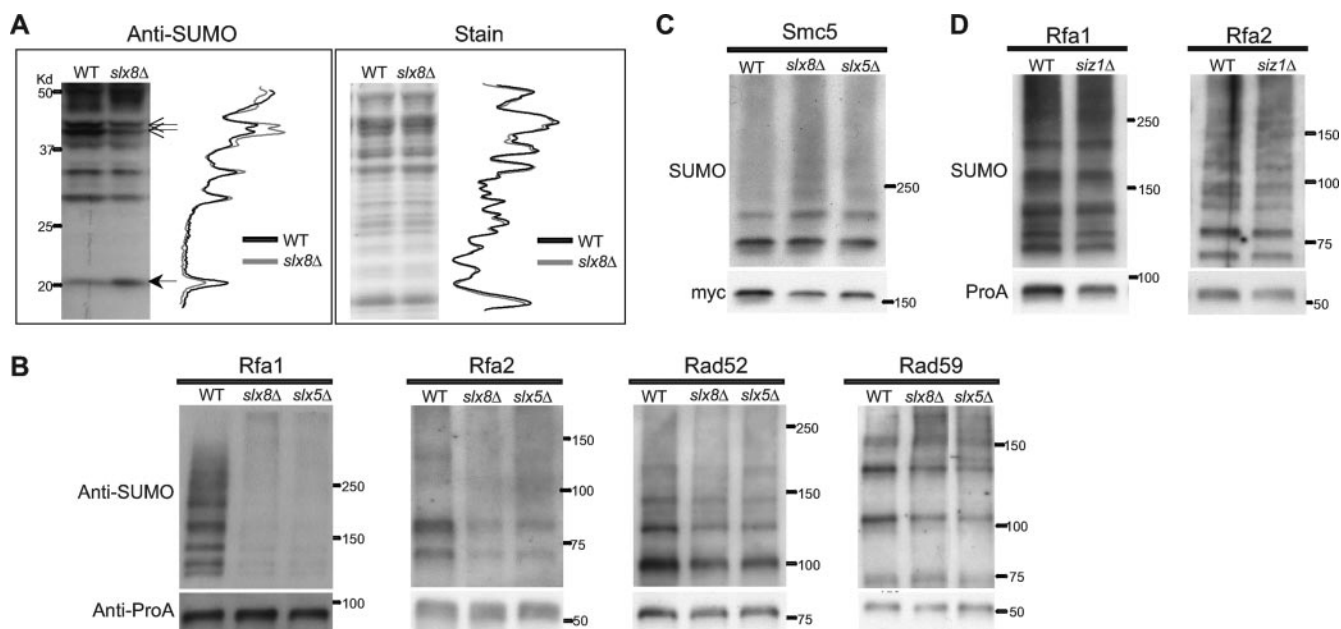 A
Anti-SUMO
Stain
Kd
WT slx8Δ
50
37
25
20
WT
slx8Δ
WT slx8Δ
WT
slx8Δ
C
Smc5
WT slx8Δ slx5Δ
SUMO
250
myc
150
D
Rfa1
WT siz1Δ
SUMO
250
150
ProA
100
Rfa2
WT siz1Δ
150
100
75
50
B
Rfa1
WT slx8Δ slx5Δ
Anti-SUMO
250
150
Anti-ProA
100
Rfa2
WT slx8Δ slx5Δ
150
100
75
50
Rad52
WT slx8Δ slx5Δ
250
150
100
75
Rad59
WT slx8Δ slx5Δ
150
100
75
50